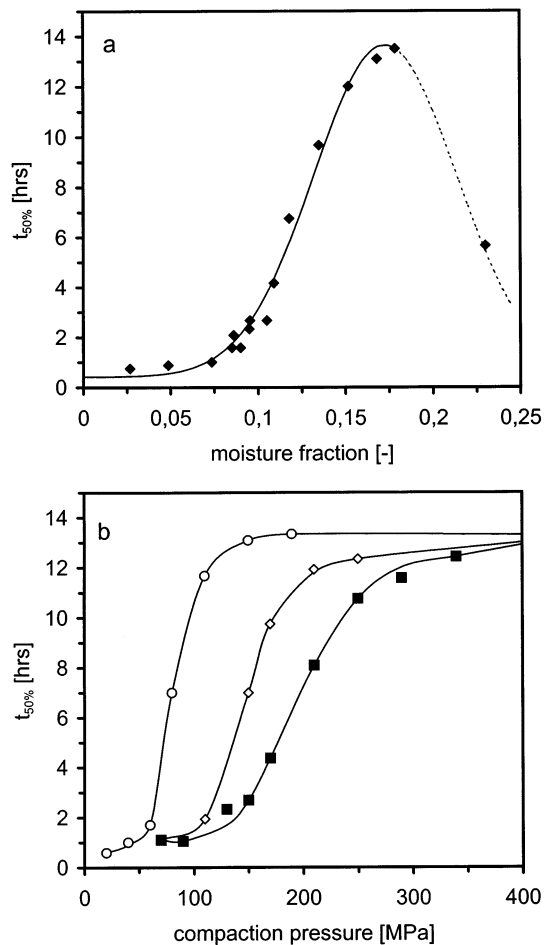 a
14
12
10
8
6
4
2
0
t50% [hrs]
0 0,05 0,1 0,15 0,2 0,25
moisture fraction [-]
b
14
12
10
8
6
4
2
0
t50% [hrs]
0 100 200 300 400
compaction pressure [MPa]